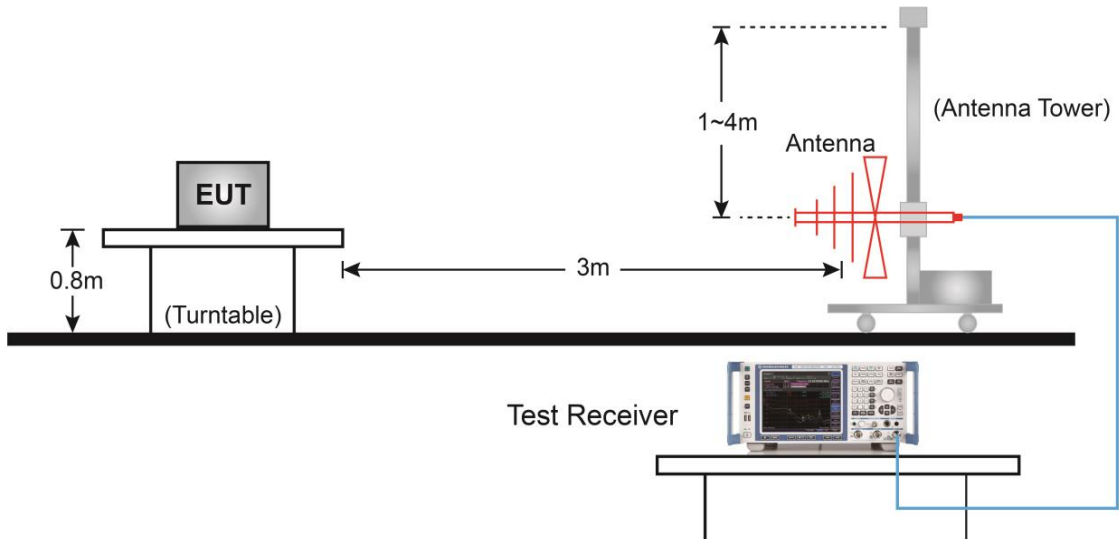 1~4m
(Antenna Tower)
Antenna
EUT
0.8m
3m
(Turntable)
Test Receiver